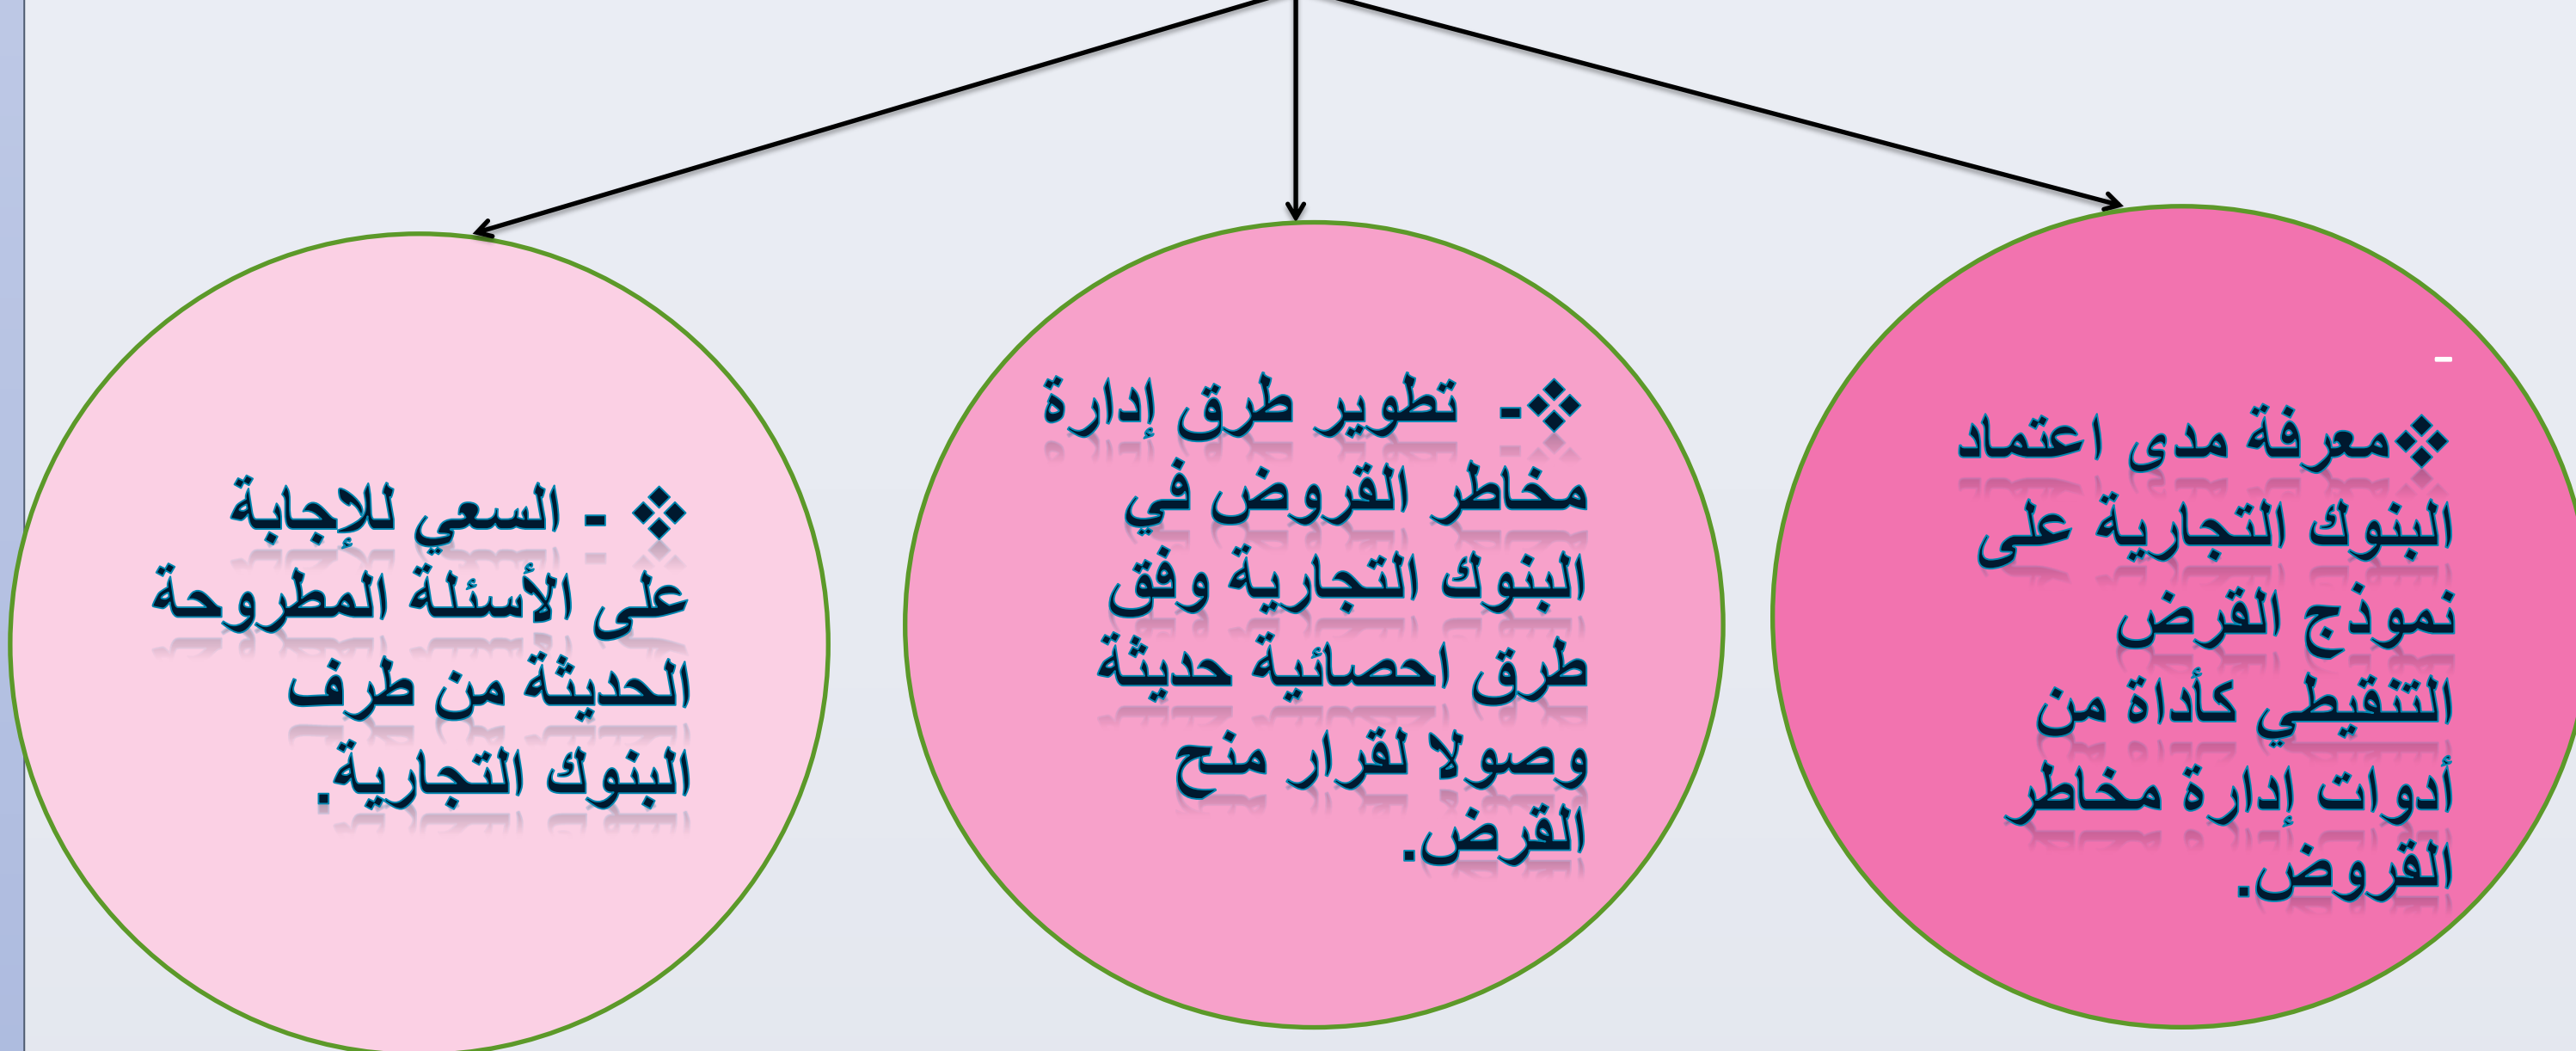 -
❖معرفة مدى اعتماد
البنوك التجارية على
نموذج القرض
التنقيطي كأداة من
أدوات إدارة مخاطر
القروض.
❖- تطوير طرق إدارة
مخاطر القروض في
البنوك التجارية وفق
طرق احصائية حديثة
وصولا لقرار منح
القرض.
❖ - السعي للإجابة
على الأسئلة المطروحة
الحديثة من طرف
البنوك التجارية.